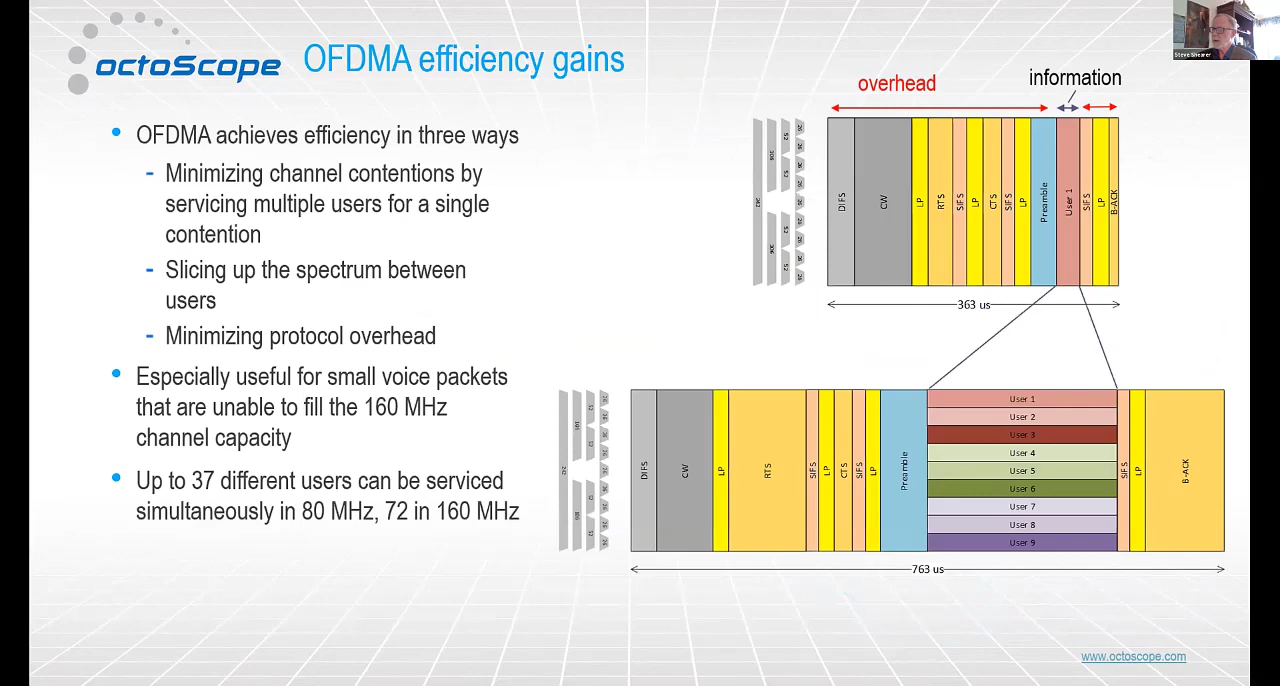 octoScope
OFDMA efficiency gains
Steve Shearer
• OFDMA achieves efficiency in three ways
- Minimizing channel contentions by
servicing multiple users for a single
contention
- Slicing up the spectrum between
users
- Minimizing protocol overhead
• Especially useful for small voice packets
that are unable to fill the 160 MHz
channel capacity
• Up to 37 different users can be serviced
simultaneously in 80 MHz, 72 in 160 MHz
overhead
information
DIFS
CW
LP
RTS
SIFS
LP
CTS
SIFS
LP
Preamble
User 1
SIFS
LP
B-ACK
363 us
DIFS
CW
LP
RTS
SIFS
LP
CTS
SIFS
LP
Preamble
User 1
User 2
User 3
User 4
User 5
User 6
User 7
User 8
User 9
SIFS
LP
B-ACK
763 us
www.octoscope.com